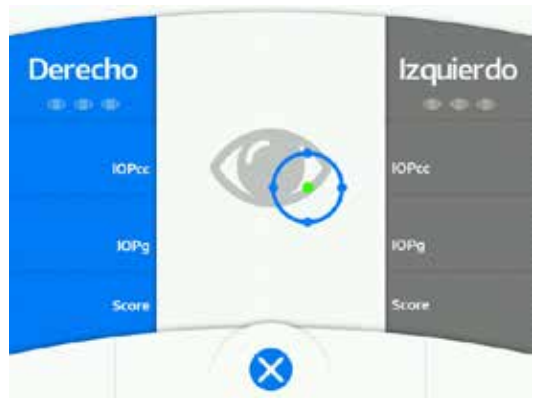 Derecho
Izquierdo
IOPcc
IOPcc
IOPg
IOPg
Score
Score